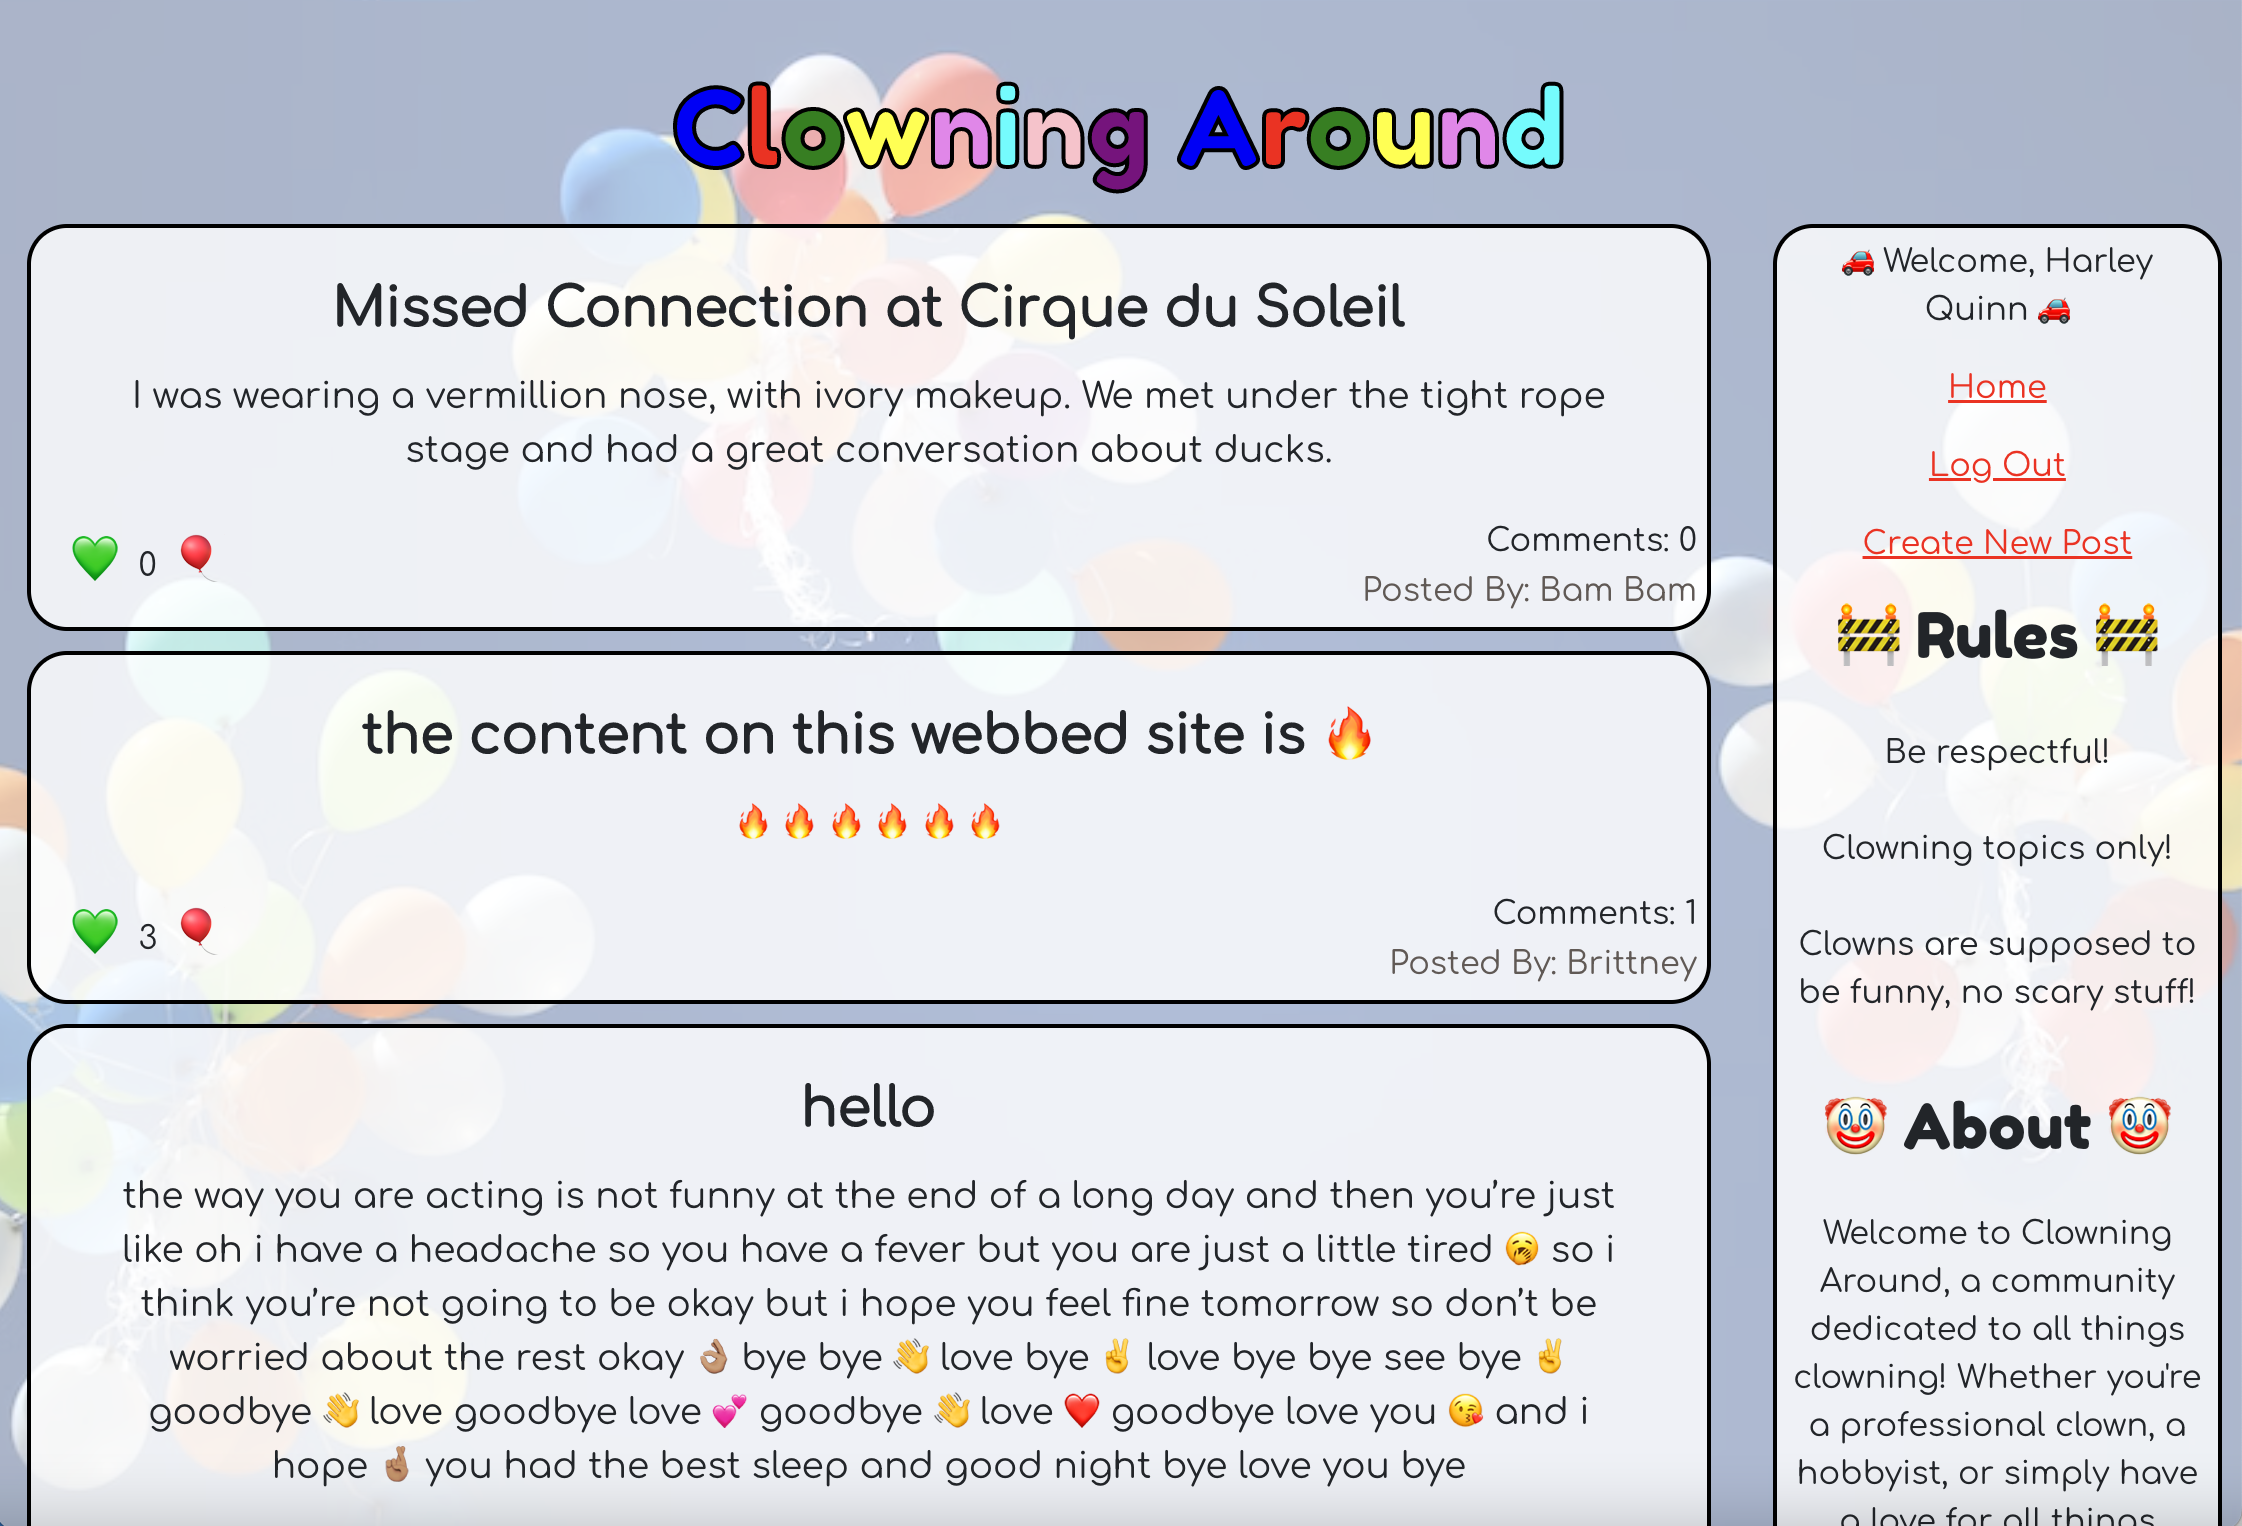 Clowning Around
Missed Connection at Cirque du Soleil
I was wearing a vermillion nose, with ivory makeup. We met under the tight rope
stage and had a great conversation about ducks.
💚 0 🎈
Comments: 0
Posted By: Bam Bam
the content on this webbed site is 🔥
🔥 🔥 🔥 🔥 🔥 🔥
💚 3 🎈
Comments: 1
Posted By: Brittney
hello
the way you are acting is not funny at the end of a long day and then you’re just
like oh i have a headache so you have a fever but you are just a little tired 🥱 so i
think you’re not going to be okay but i hope you feel fine tomorrow so don’t be
worried about the rest okay 👌🏽 bye bye 👋 love bye ✌️ love bye bye see bye ✌️
goodbye 👋 love goodbye love 💕 goodbye 👋 love ❤️ goodbye love you 😘 and i
hope 🤞🏾 you had the best sleep and good night bye love you bye
🚗 Welcome, Harley
Quinn 🚗
Home
Log Out
Create New Post
🚧 Rules 🚧
Be respectful!
Clowning topics only!
Clowns are supposed to
be funny, no scary stuff!
🤡 About 🤡
Welcome to Clowning
Around, a community
dedicated to all things
clowning! Whether you're
a professional clown, a
hobbyist, or simply have
a love for all things